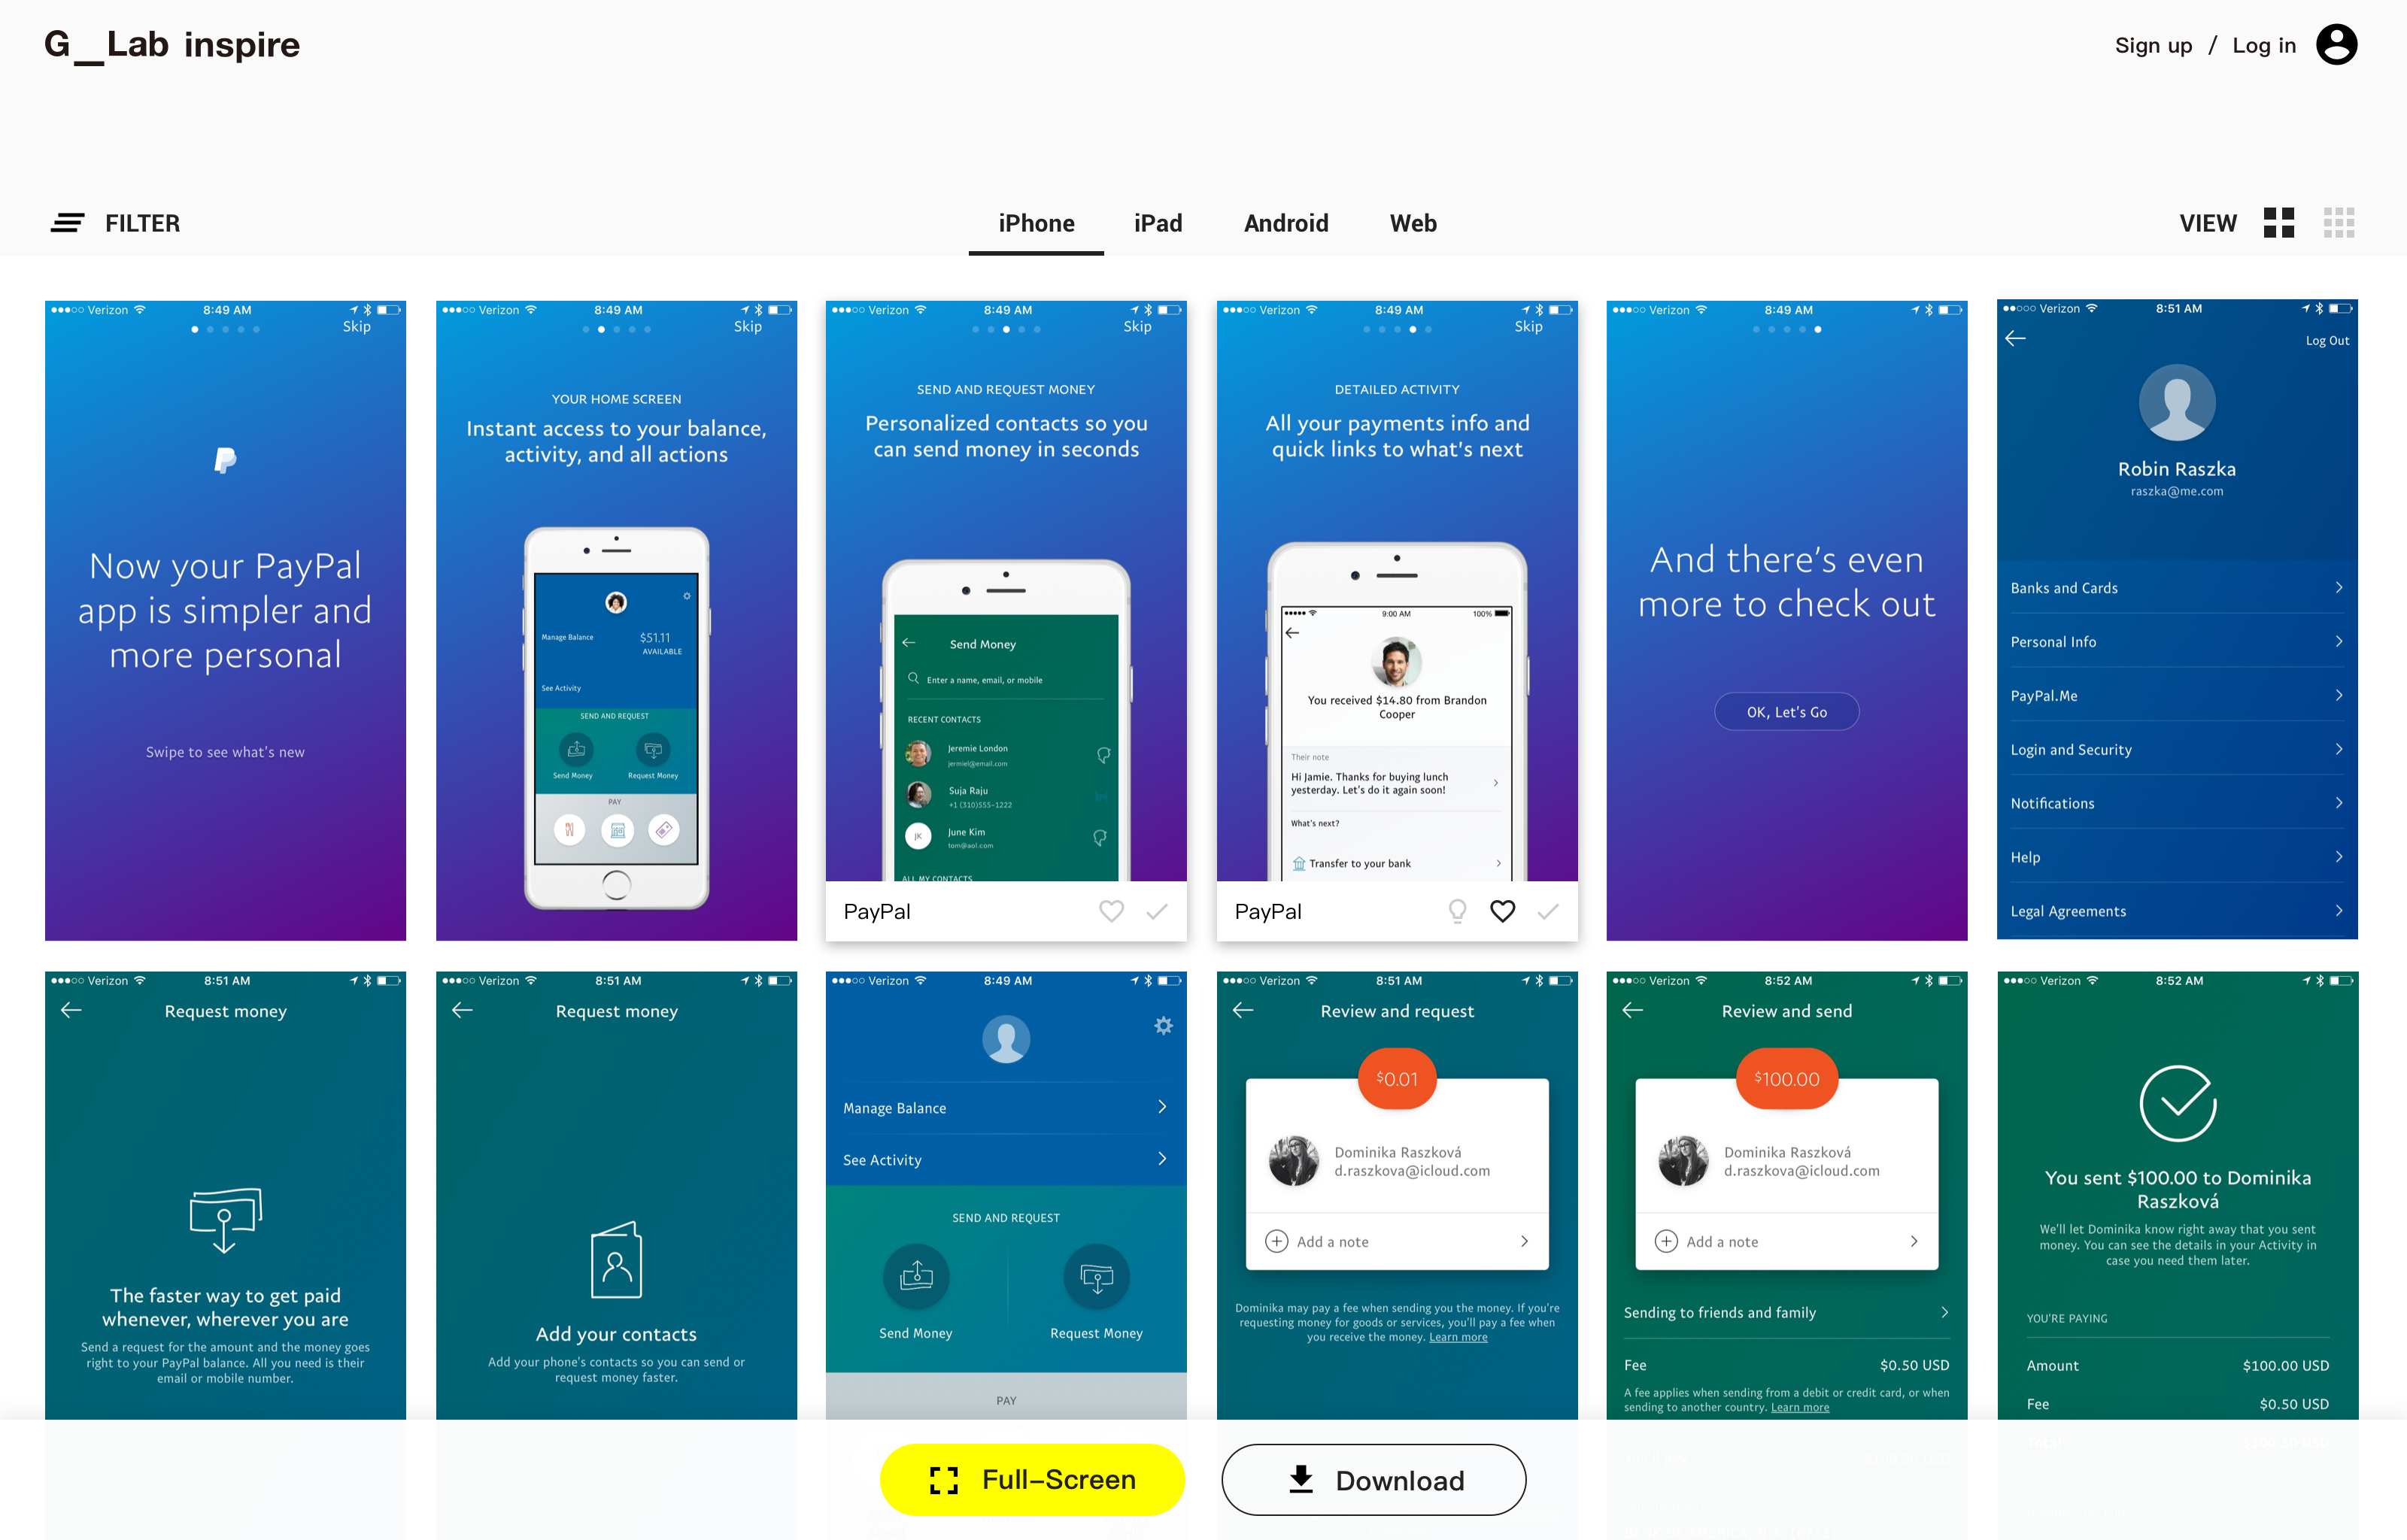 G__Lab inspire
Sign up / Log in
FILTER
iPhone
iPad
Android
Web
VIEW
Verizon 8:49 AM
Skip
Now your PayPal
app is simpler and
more personal
Swipe to see what's new
Verizon 8:49 AM
Skip
YOUR HOME SCREEN
Instant access to your balance,
activity, and all actions
Manage Balance
$51.11
AVAILABLE
See Activity
SEND AND REQUEST
Send Money
Request Money
PAY
Verizon 8:49 AM
Skip
SEND AND REQUEST MONEY
Personalized contacts so you
can send money in seconds
Send Money
Enter a name, email, or mobile
RECENT CONTACTS
Jeremie London
jermiel@email.com
Suja Raju
+1 (310)555-1222
JK
June Kim
tom@aol.com
ALL MY CONTACTS
PayPal
Verizon 8:49 AM
Skip
DETAILED ACTIVITY
All your payments info and
quick links to what's next
9:00 AM 100%
You received $14.80 from Brandon
Cooper
Their note
Hi Jamie. Thanks for buying lunch
yesterday. Let's do it again soon!
What's next?
Transfer to your bank
PayPal
Verizon 8:49 AM
And there's even
more to check out
OK, Let's Go
Verizon 8:51 AM
Log Out
Robin Raszka
raszka@me.com
Banks and Cards
Personal Info
PayPal.Me
Login and Security
Notifications
Help
Legal Agreements
Verizon 8:51 AM
Request money
The faster way to get paid
whenever, wherever you are
Send a request for the amount and the money goes
right to your PayPal balance. All you need is their
email or mobile number.
Verizon 8:51 AM
Request money
Add your contacts
Add your phone's contacts so you can send or
request money faster.
Verizon 8:49 AM
Manage Balance
See Activity
SEND AND REQUEST
Send Money
Request Money
PAY
Verizon 8:51 AM
Review and request
$0.01
Dominika Raszková
d.raszkova@icloud.com
Add a note
Dominika may pay a fee when sending you the money. If you're
requesting money for goods or services, you'll pay a fee when
you receive the money. Learn more
Verizon 8:52 AM
Review and send
$100.00
Dominika Raszková
d.raszkova@icloud.com
Add a note
Sending to friends and family
Fee $0.50 USD
A fee applies when sending from a debit or credit card, or when
sending to another country. Learn more
Verizon 8:52 AM
You sent $100.00 to Dominika
Raszková
We'll let Dominika know right away that you sent
money. You can see the details in your Activity in
case you need them later.
YOU'RE PAYING
Amount $100.00 USD
Fee $0.50 USD
Total
Full-Screen
Download